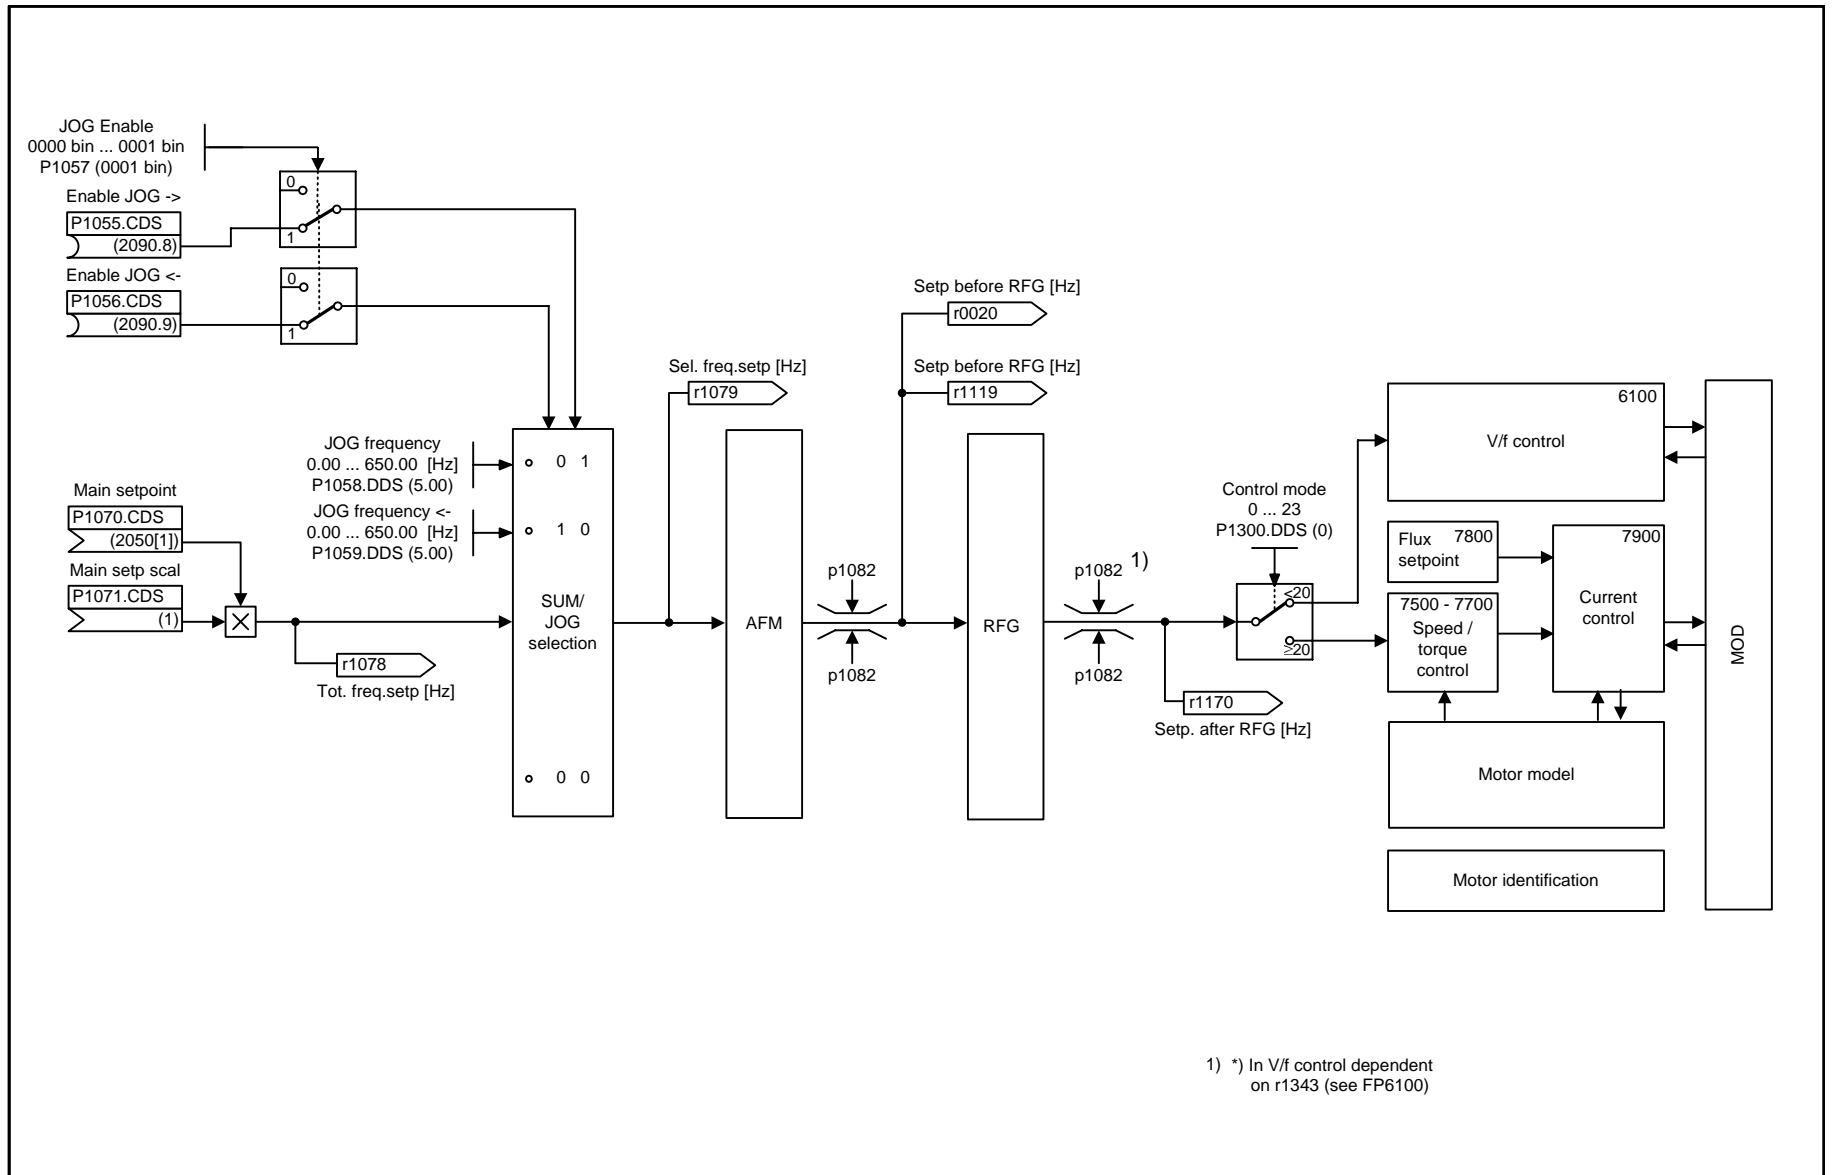 JOG Enable
0000 bin ... 0001 bin
P1057 (0001 bin)
0
1
Enable JOG ->
P1055.CDS
(2090.8)
Enable JOG <-
P1056.CDS
(2090.9)
0
1
Setp before RFG [Hz]
r0020
Sel. freq.setp [Hz]
r1079
Setp before RFG [Hz]
r1119
JOG frequency
0.00 ... 650.00 [Hz]
P1058.DDS (5.00)
JOG frequency <-
0.00 ... 650.00 [Hz]
P1059.DDS (5.00)
0 1
1 0
SUM/
JOG
selection
0 0
Main setpoint
P1070.CDS
(2050[1])
Main setp scal
P1071.CDS
(1)
r1078
Tot. freq.setp [Hz]
AFM
p1082
p1082
RFG
p1082
1)
p1082
r1170
Setp. after RFG [Hz]
Control mode
0 ... 23
P1300.DDS (0)
<20
≥20
6100
V/f control
Flux
setpoint
7800
7900
Current
control
7500 - 7700
Speed /
torque
control
Motor model
Motor identification
MOD
1) *) In V/f control dependent
on r1343 (see FP6100)